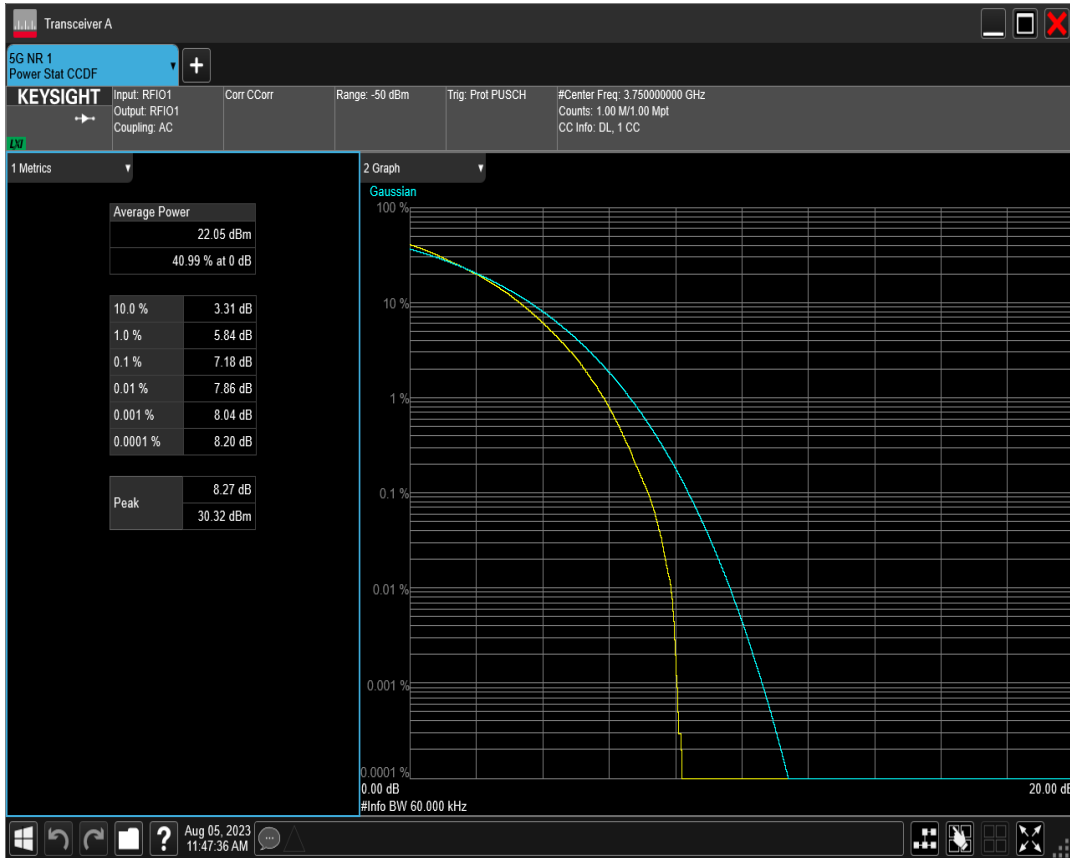 Transceiver A
5G NR 1
Power Stat CCDF
KEYSIGHT
LXI
Input: RFIO1
Output: RFIO1
Coupling: AC
Corr CCorr
Range: -50 dBm
Trig: Prot PUSCH
#Center Freq: 3.750000000 GHz
Counts: 1.00 M/1.00 Mpt
CC Info: DL, 1 CC
1 Metrics
Average Power
22.05 dBm
40.99 % at 0 dB
10.0 % 3.31 dB
1.0 % 5.84 dB
0.1 % 7.18 dB
0.01 % 7.86 dB
0.001 % 8.04 dB
0.0001 % 8.20 dB
Peak
8.27 dB
30.32 dBm
2 Graph
Gaussian
100 %
10 %
1 %
0.1 %
0.01 %
0.001 %
0.0001 %
0.00 dB
20.00 dB
#Info BW 60.000 kHz
?
Aug 05, 2023
11:47:36 AM